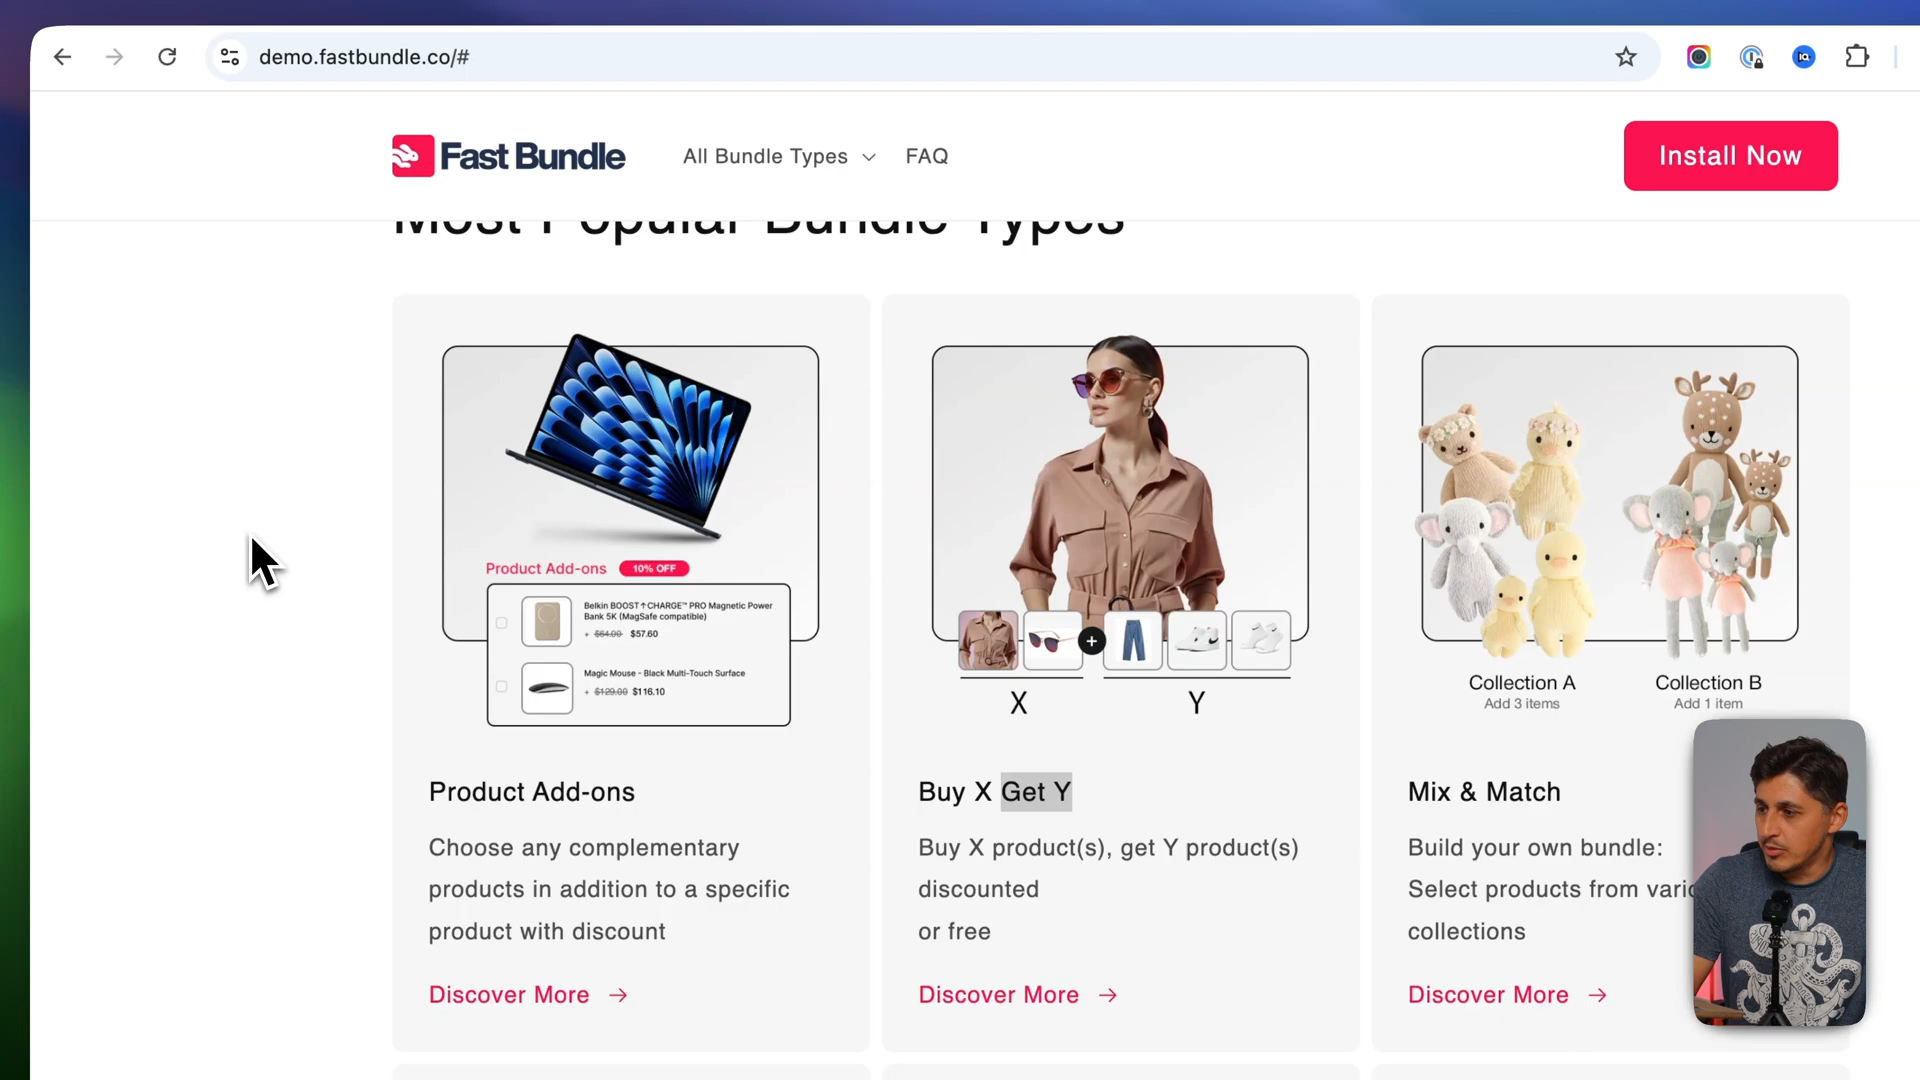 demo.fastbundle.co/#
Fast Bundle
All Bundle Types
FAQ
Install Now
Most Popular Bundle Types
Product Add-ons
10% OFF
Belkin BOOST↑CHARGE™ PRO Magnetic Power
Bank 5K (MagSafe compatible)
+ $64.00 $57.60
Magic Mouse - Black Multi-Touch Surface
+ $129.00 $116.10
X
Y
Collection A
Add 3 items
Collection B
Add 1 item
Product Add-ons
Choose any complementary
products in addition to a specific
product with discount
Discover More →
Buy X Get Y
Buy X product(s), get Y product(s)
discounted
or free
Discover More →
Mix & Match
Build your own bundle:
Select products from
collections
Discover More →